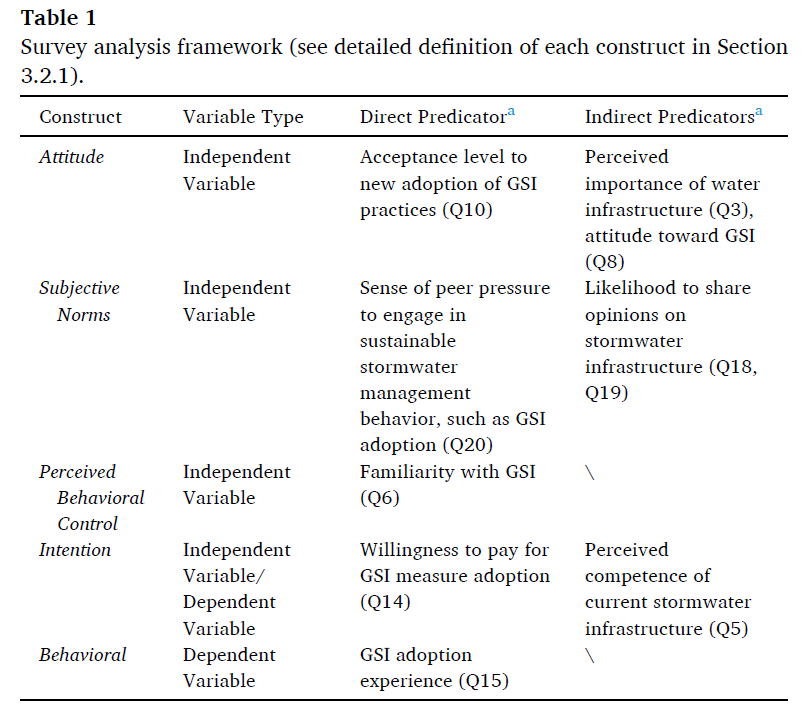 Table 1
Survey analysis framework (see detailed definition of each construct in Section
3.2.1).
Construct Variable Type Direct Predicatorᵃ Indirect Predicatorsᵃ
Attitude Independent Acceptance level to Perceived
Variable new adoption of GSI importance of water
practices (Q10) infrastructure (Q3),
attitude toward GSI
(Q8)
Subjective Independent Sense of peer pressure Likelihood to share
Norms Variable to engage in opinions on
sustainable stormwater
stormwater infrastructure (Q18,
management Q19)
behavior, such as GSI
adoption (Q20)
Perceived Independent Familiarity with GSI \
Behavioral Variable (Q6)
Control
Intention Independent Willingness to pay for Perceived
Variable/ GSI measure adoption competence of
Dependent (Q14) current stormwater
Variable infrastructure (Q5)
Behavioral Dependent GSI adoption \
Variable experience (Q15)